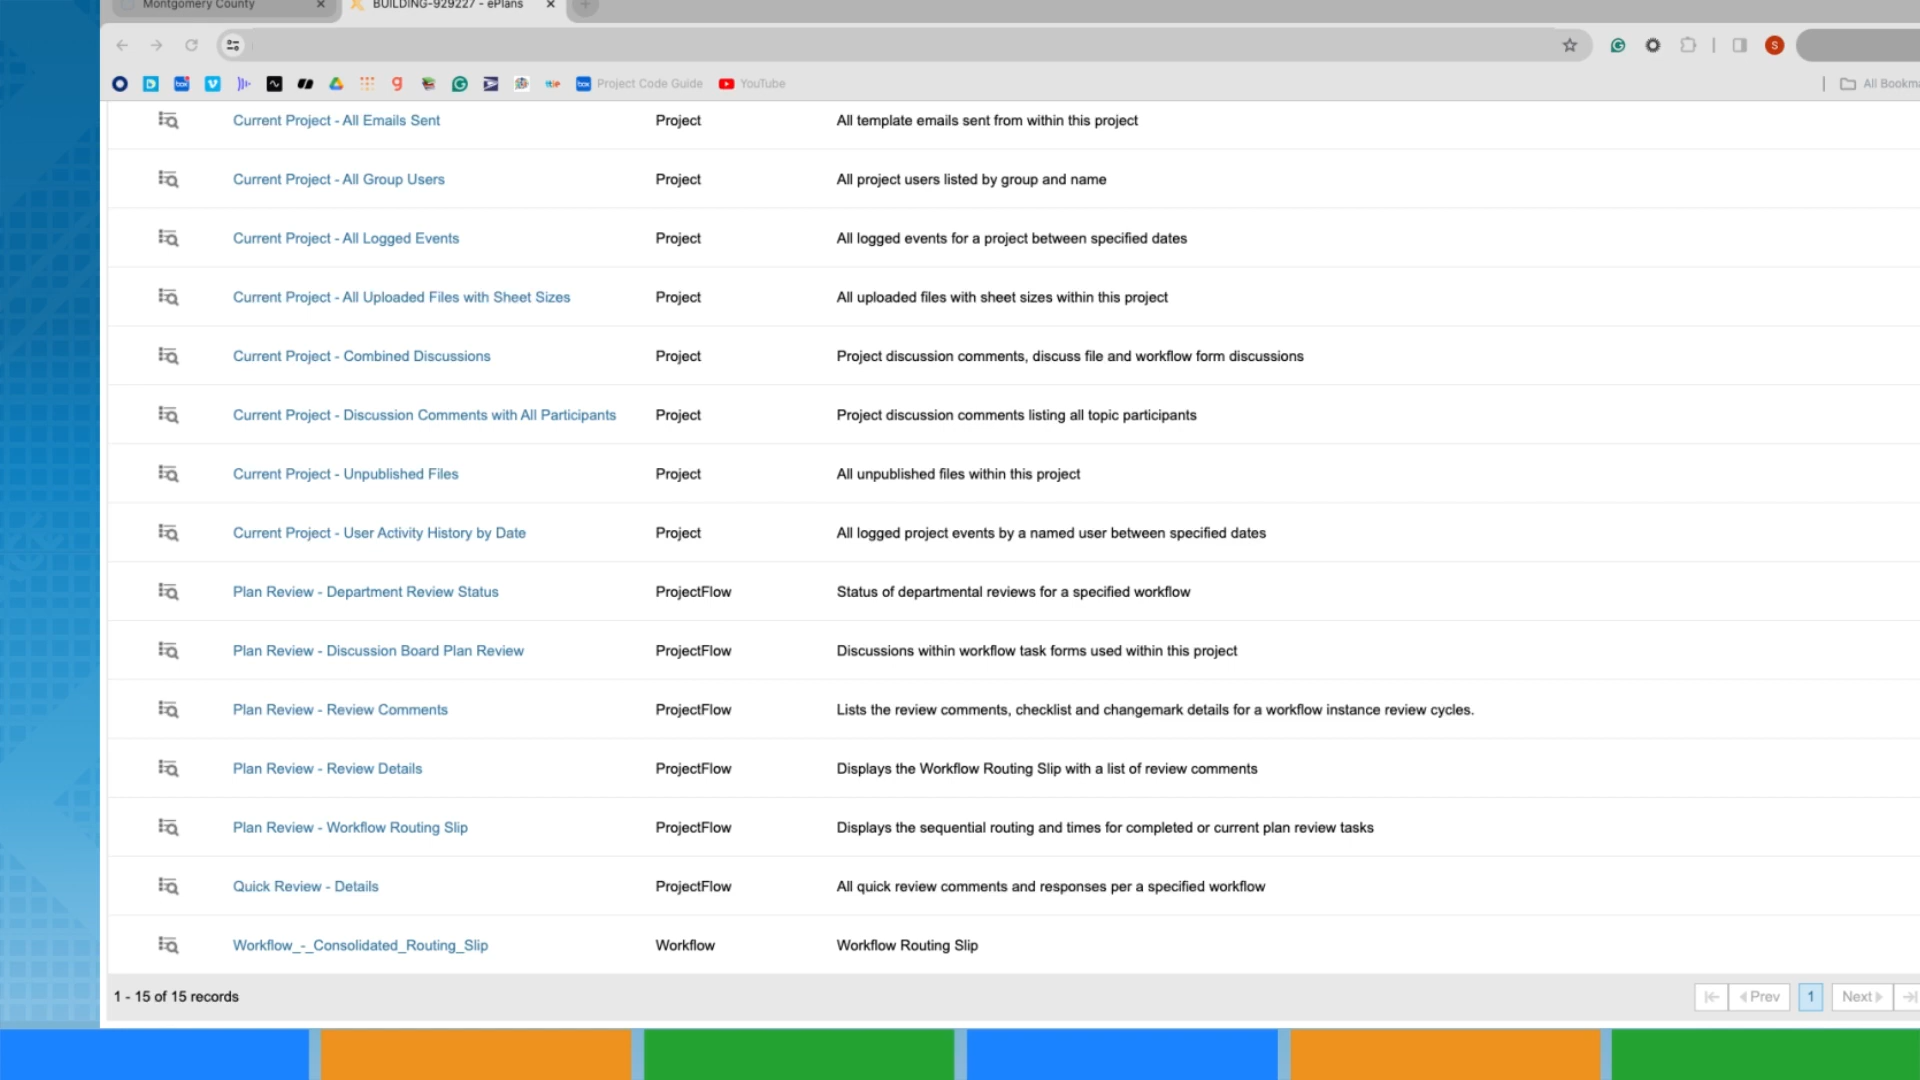 Montgomery County
BUILDING-929227 - ePlans
S
Project Code Guide
YouTube
All Bookma
Current Project - All Emails Sent Project All template emails sent from within this project
Current Project - All Group Users Project All project users listed by group and name
Current Project - All Logged Events Project All logged events for a project between specified dates
Current Project - All Uploaded Files with Sheet Sizes Project All uploaded files with sheet sizes within this project
Current Project - Combined Discussions Project Project discussion comments, discuss file and workflow form discussions
Current Project - Discussion Comments with All Participants Project Project discussion comments listing all topic participants
Current Project - Unpublished Files Project All unpublished files within this project
Current Project - User Activity History by Date Project All logged project events by a named user between specified dates
Plan Review - Department Review Status ProjectFlow Status of departmental reviews for a specified workflow
Plan Review - Discussion Board Plan Review ProjectFlow Discussions within workflow task forms used within this project
Plan Review - Review Comments ProjectFlow Lists the review comments, checklist and changemark details for a workflow instance review cycles.
Plan Review - Review Details ProjectFlow Displays the Workflow Routing Slip with a list of review comments
Plan Review - Workflow Routing Slip ProjectFlow Displays the sequential routing and times for completed or current plan review tasks
Quick Review - Details ProjectFlow All quick review comments and responses per a specified workflow
Workflow_-_Consolidated_Routing_Slip Workflow Workflow Routing Slip
1 - 15 of 15 records
Prev 1 Next